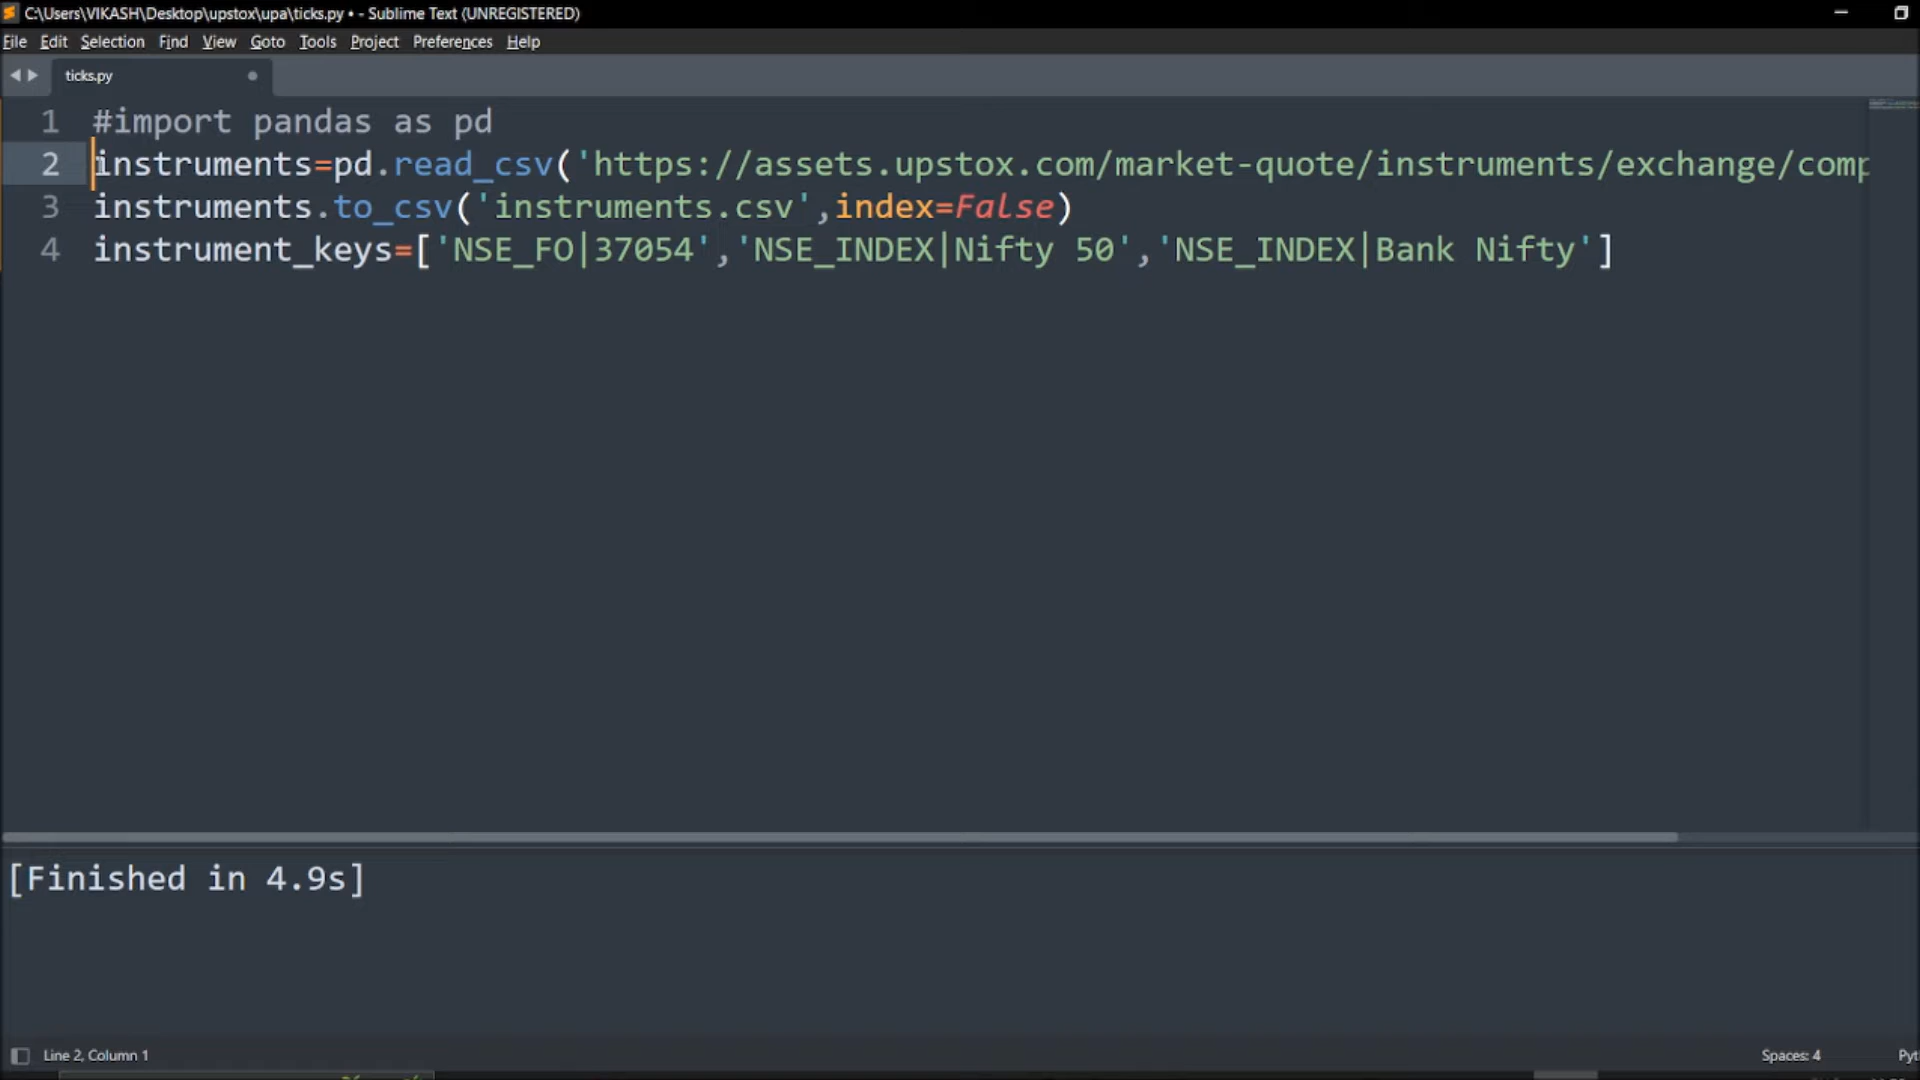 C:\Users\VIKASH\Desktop\upstox\upa\ticks.py • - Sublime Text (UNREGISTERED)
File Edit Selection Find View Goto Tools Project Preferences Help
ticks.py
1 #import pandas as pd
2 instruments=pd.read_csv('https://assets.upstox.com/market-quote/instruments/exchange/comp
3 instruments.to_csv('instruments.csv',index=False)
4 instrument_keys=['NSE_FO|37054','NSE_INDEX|Nifty 50','NSE_INDEX|Bank Nifty']
[Finished in 4.9s]
Line 2, Column 1
Spaces: 4
Pyt